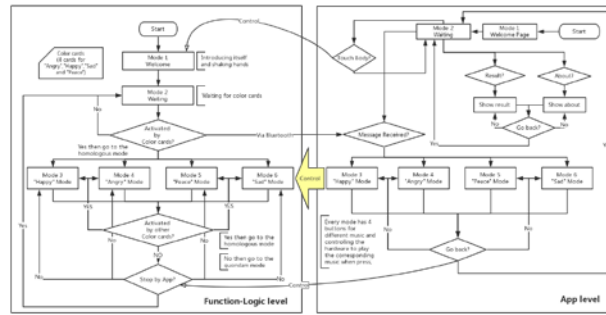 Start
Mode 1
Welcome
Introducing itself
and shaking hands
Color cards
(4 cards for
"Angry","Happy","Sad"
and "Peace")
Mode 2
Waiting
Waiting for color cards
No
Activated
by
Color cards?
Via Bluetooth
Yes then go to the
homologous mode
Mode 3
"Happy" Mode
Mode 4
"Angry" Mode
Mode 5
"Peace" Mode
Mode 6
"Sad" Mode
Yes
YES
Activated
by other
Color cards?
Yes then go to the
homologous mode
NO
No then go to the
quondam mode
Yes
No
No
No
No
Stop by App?
Function-Logic level
Control
Control
Control
Touch body?
Mode 2
Waiting
Mode 1
Welcome Page
Start
Result?
About?
Show result
Show about
No
No
Go back?
Yes
Message Received?
Mode 3
"Happy" Mode
Mode 4
"Angry" Mode
Mode 5
"Peace" Mode
Mode 6
"Sad" Mode
Every mode has 4
buttons for
different music and
controlling the
hardware to play
the corresponding
music when press.
No
No
Go back?
App level